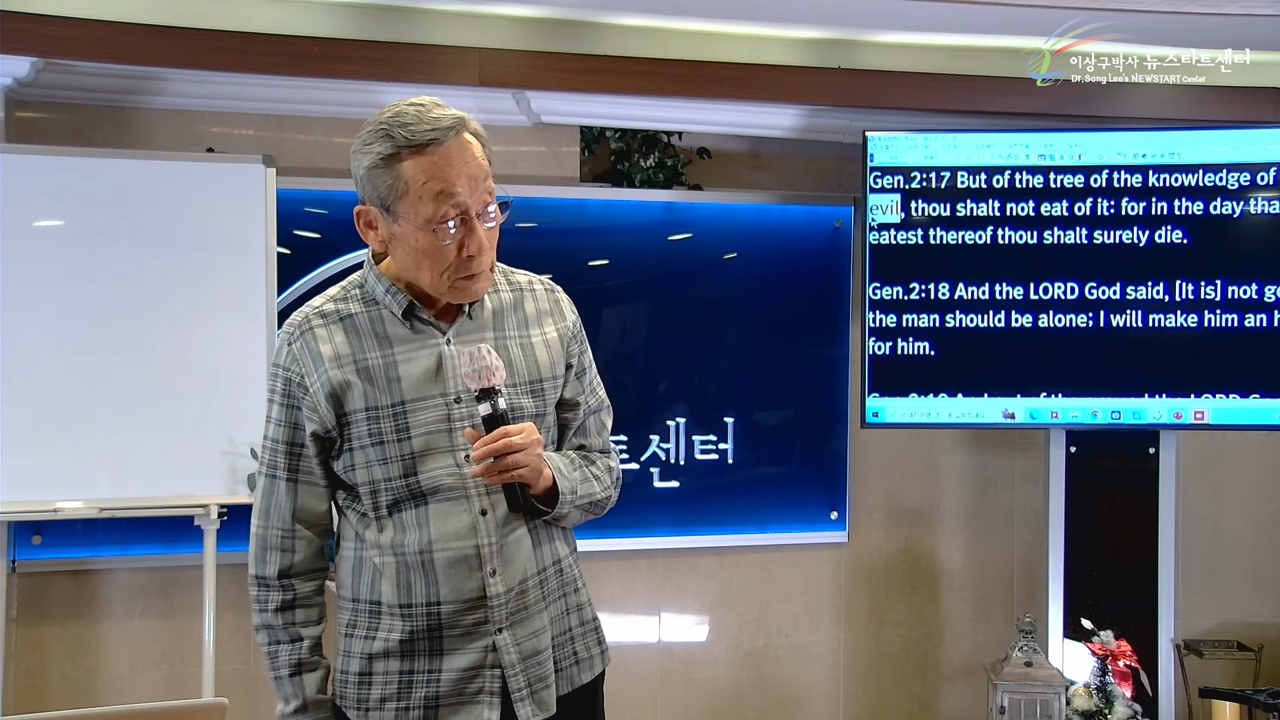 이상구박사 뉴스타트센터
Dr. Sang Lee's NEWSTART Center
Gen.2:17 But of the tree of the knowledge of
evil, thou shalt not eat of it: for in the day tha
eatest thereof thou shalt surely die.
Gen.2:18 And the LORD God said, [It is] not go
the man should be alone; I will make him an h
for him.
트센터